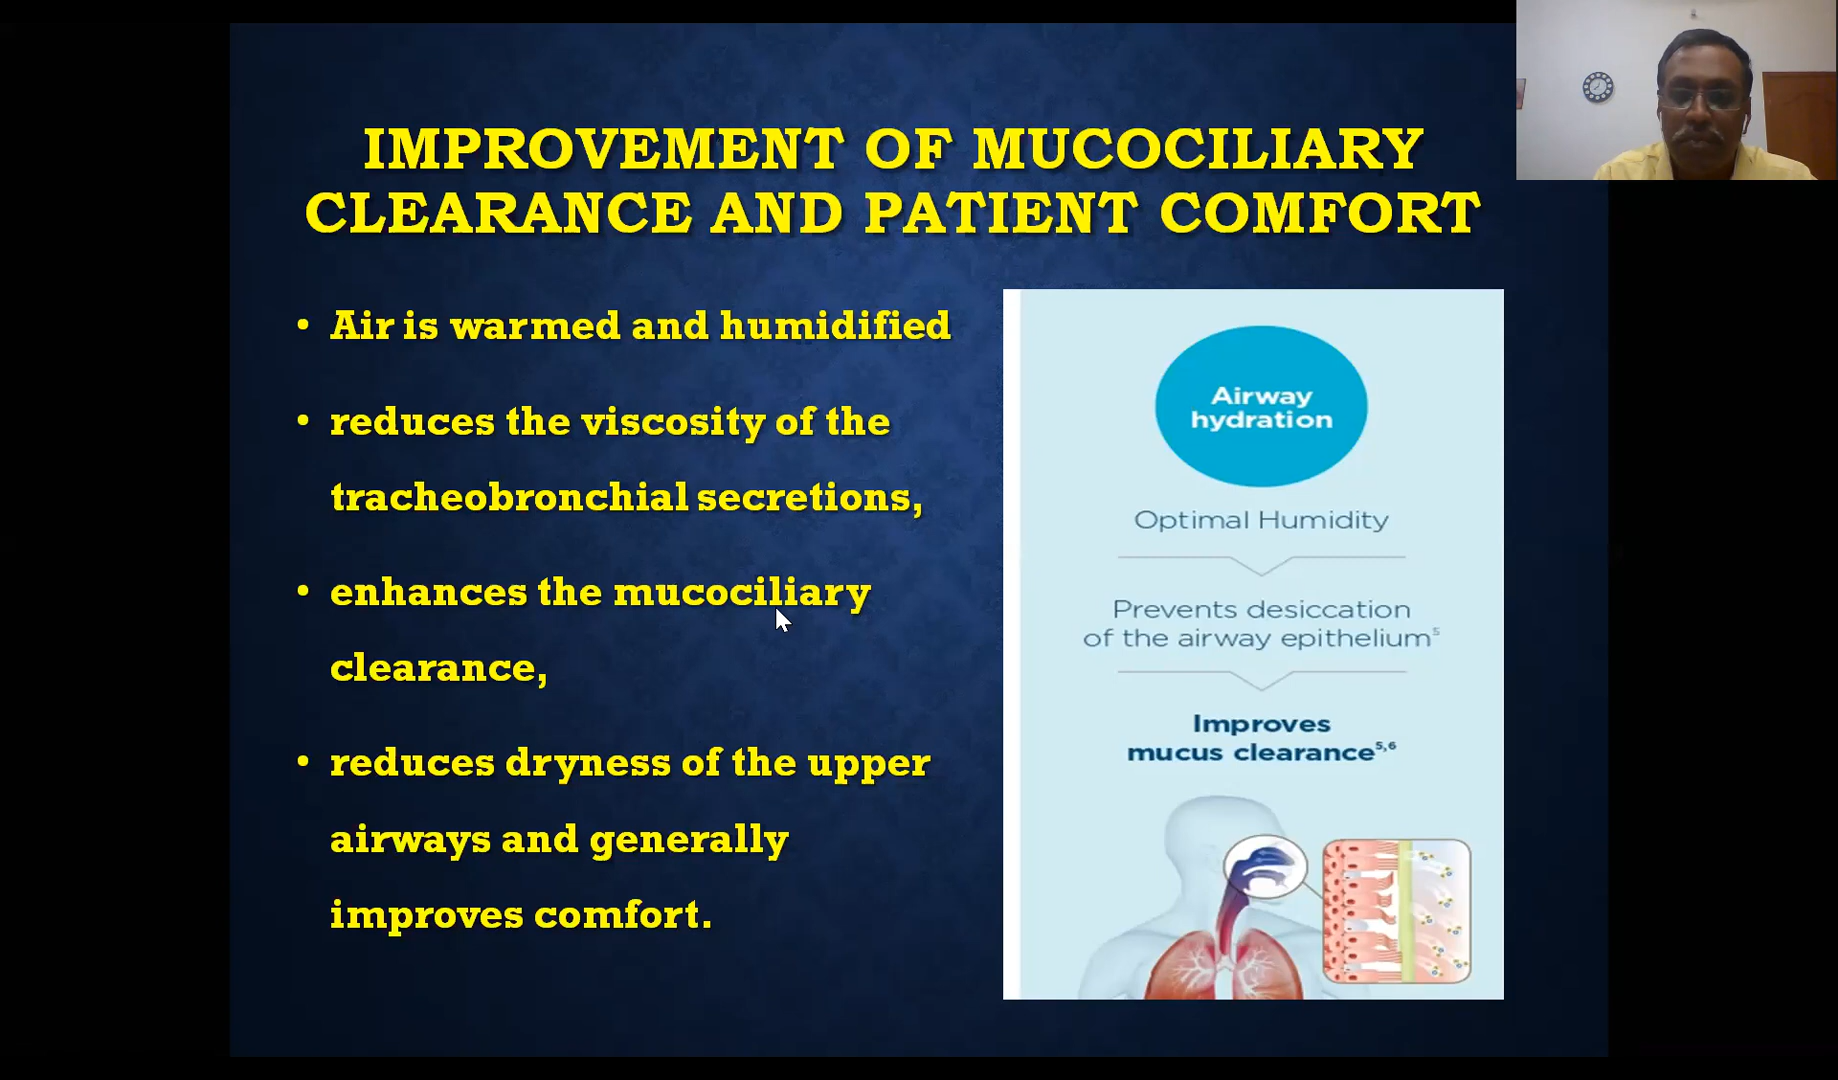 IMPROVEMENT OF MUCOCILIARY
CLEARANCE AND PATIENT COMFORT
• Air is warmed and humidified
• reduces the viscosity of the
tracheobronchial secretions,
• enhances the mucociliary
clearance,
• reduces dryness of the upper
airways and generally
improves comfort.
Airway
hydration
Optimal Humidity
Prevents desiccation
of the airway epithelium⁵
Improves
mucus clearance⁵,⁶